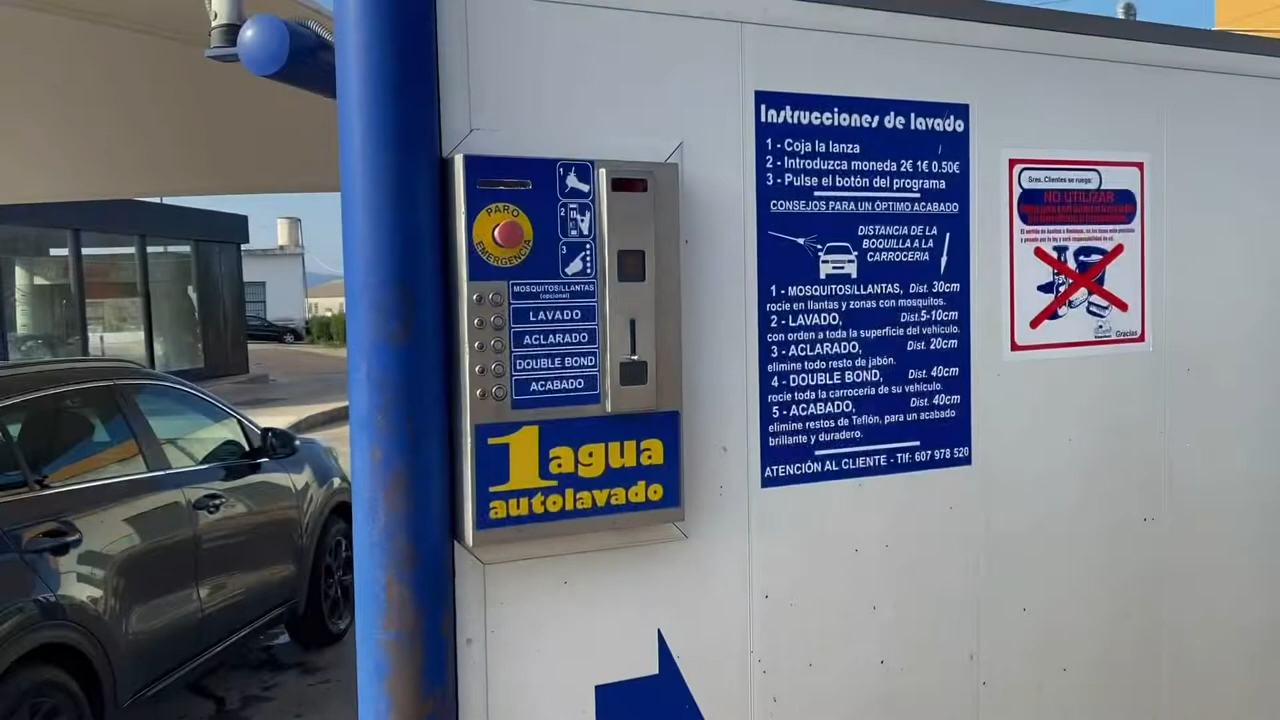 PARO
EMERGENCIA
1
2
3
MOSQUITOS/LLANTAS
(opcional)
LAVADO
ACLARADO
DOUBLE BOND
ACABADO
1 agua
autolavado
Instrucciones de lavado
1 - Coja la lanza
2 - Introduzca moneda 2€ 1€ 0.50€
3 - Pulse el botón del programa
CONSEJOS PARA UN ÓPTIMO ACABADO
DISTANCIA DE LA
BOQUILLA A LA
CARROCERIA
1 - MOSQUITOS/LLANTAS, Dist. 30cm
rocie en llantas y zonas con mosquitos.
2 - LAVADO, Dist.5-10cm
con orden a toda la superficie del vehículo.
3 - ACLARADO, Dist. 20cm
elimine todo resto de jabón.
4 - DOUBLE BOND, Dist. 40cm
rocie toda la carroceria de su vehículo.
5 - ACABADO, Dist. 40cm
elimine restos de Teflón, para un acabado
brillante y duradero.
ATENCIÓN AL CLIENTE - Tlf: 607 978 520
Sres. Clientes se ruega:
NO UTILIZAR
Gracias